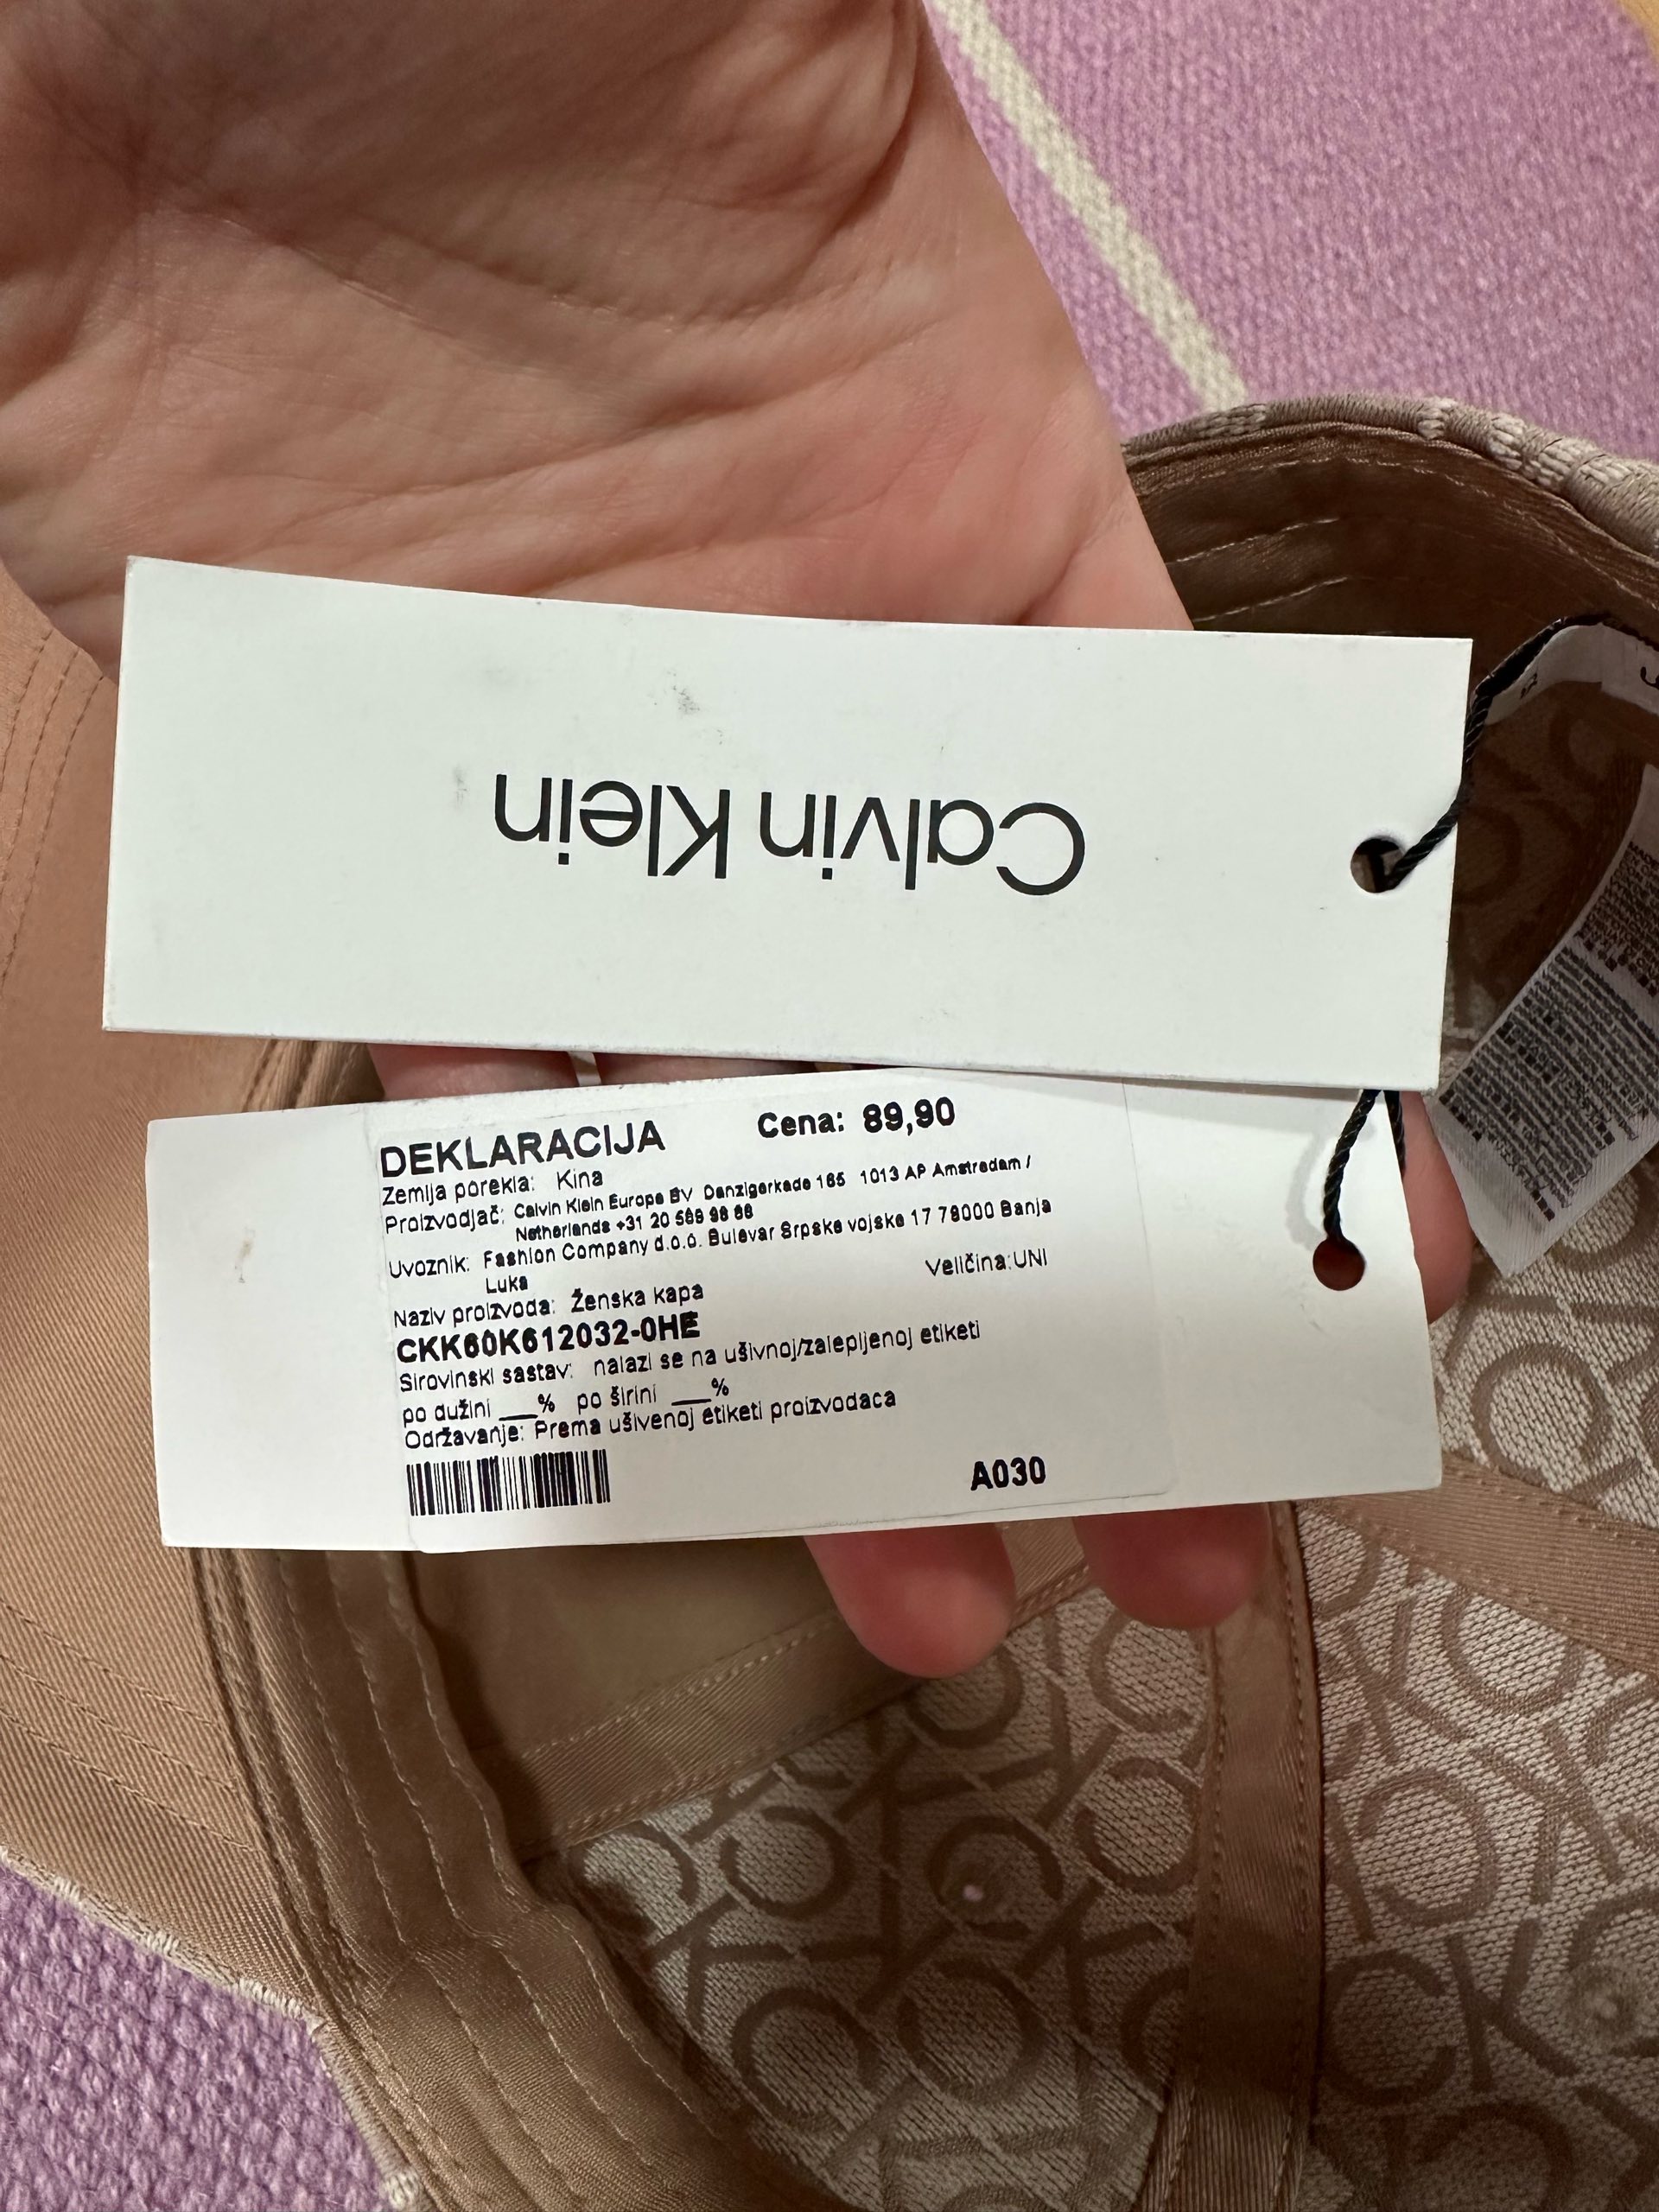 Calvin Klein
DEKLARACIJA
Cena: 89,90
Zemlja porekla: Kina
Proizvodjač: Calvin Klein Europe BV Danzigerkade 165 1013 AP Amstredam /
Netherlands +31 20 589 98 88
Uvoznik: Fashion Company d.o.o. Bulevar Srpske vojske 17 78000 Banja
Luka
Veličina:UNI
Naziv proizvoda: Ženska kapa
CKK60K612032-0HE
Sirovinski sastav: nalazi se na ušivnoj/zalepljenoj etiketi
po dužini ___% po širini ___%
Održavanje: Prema ušivenoj etiketi proizvodaca
A030